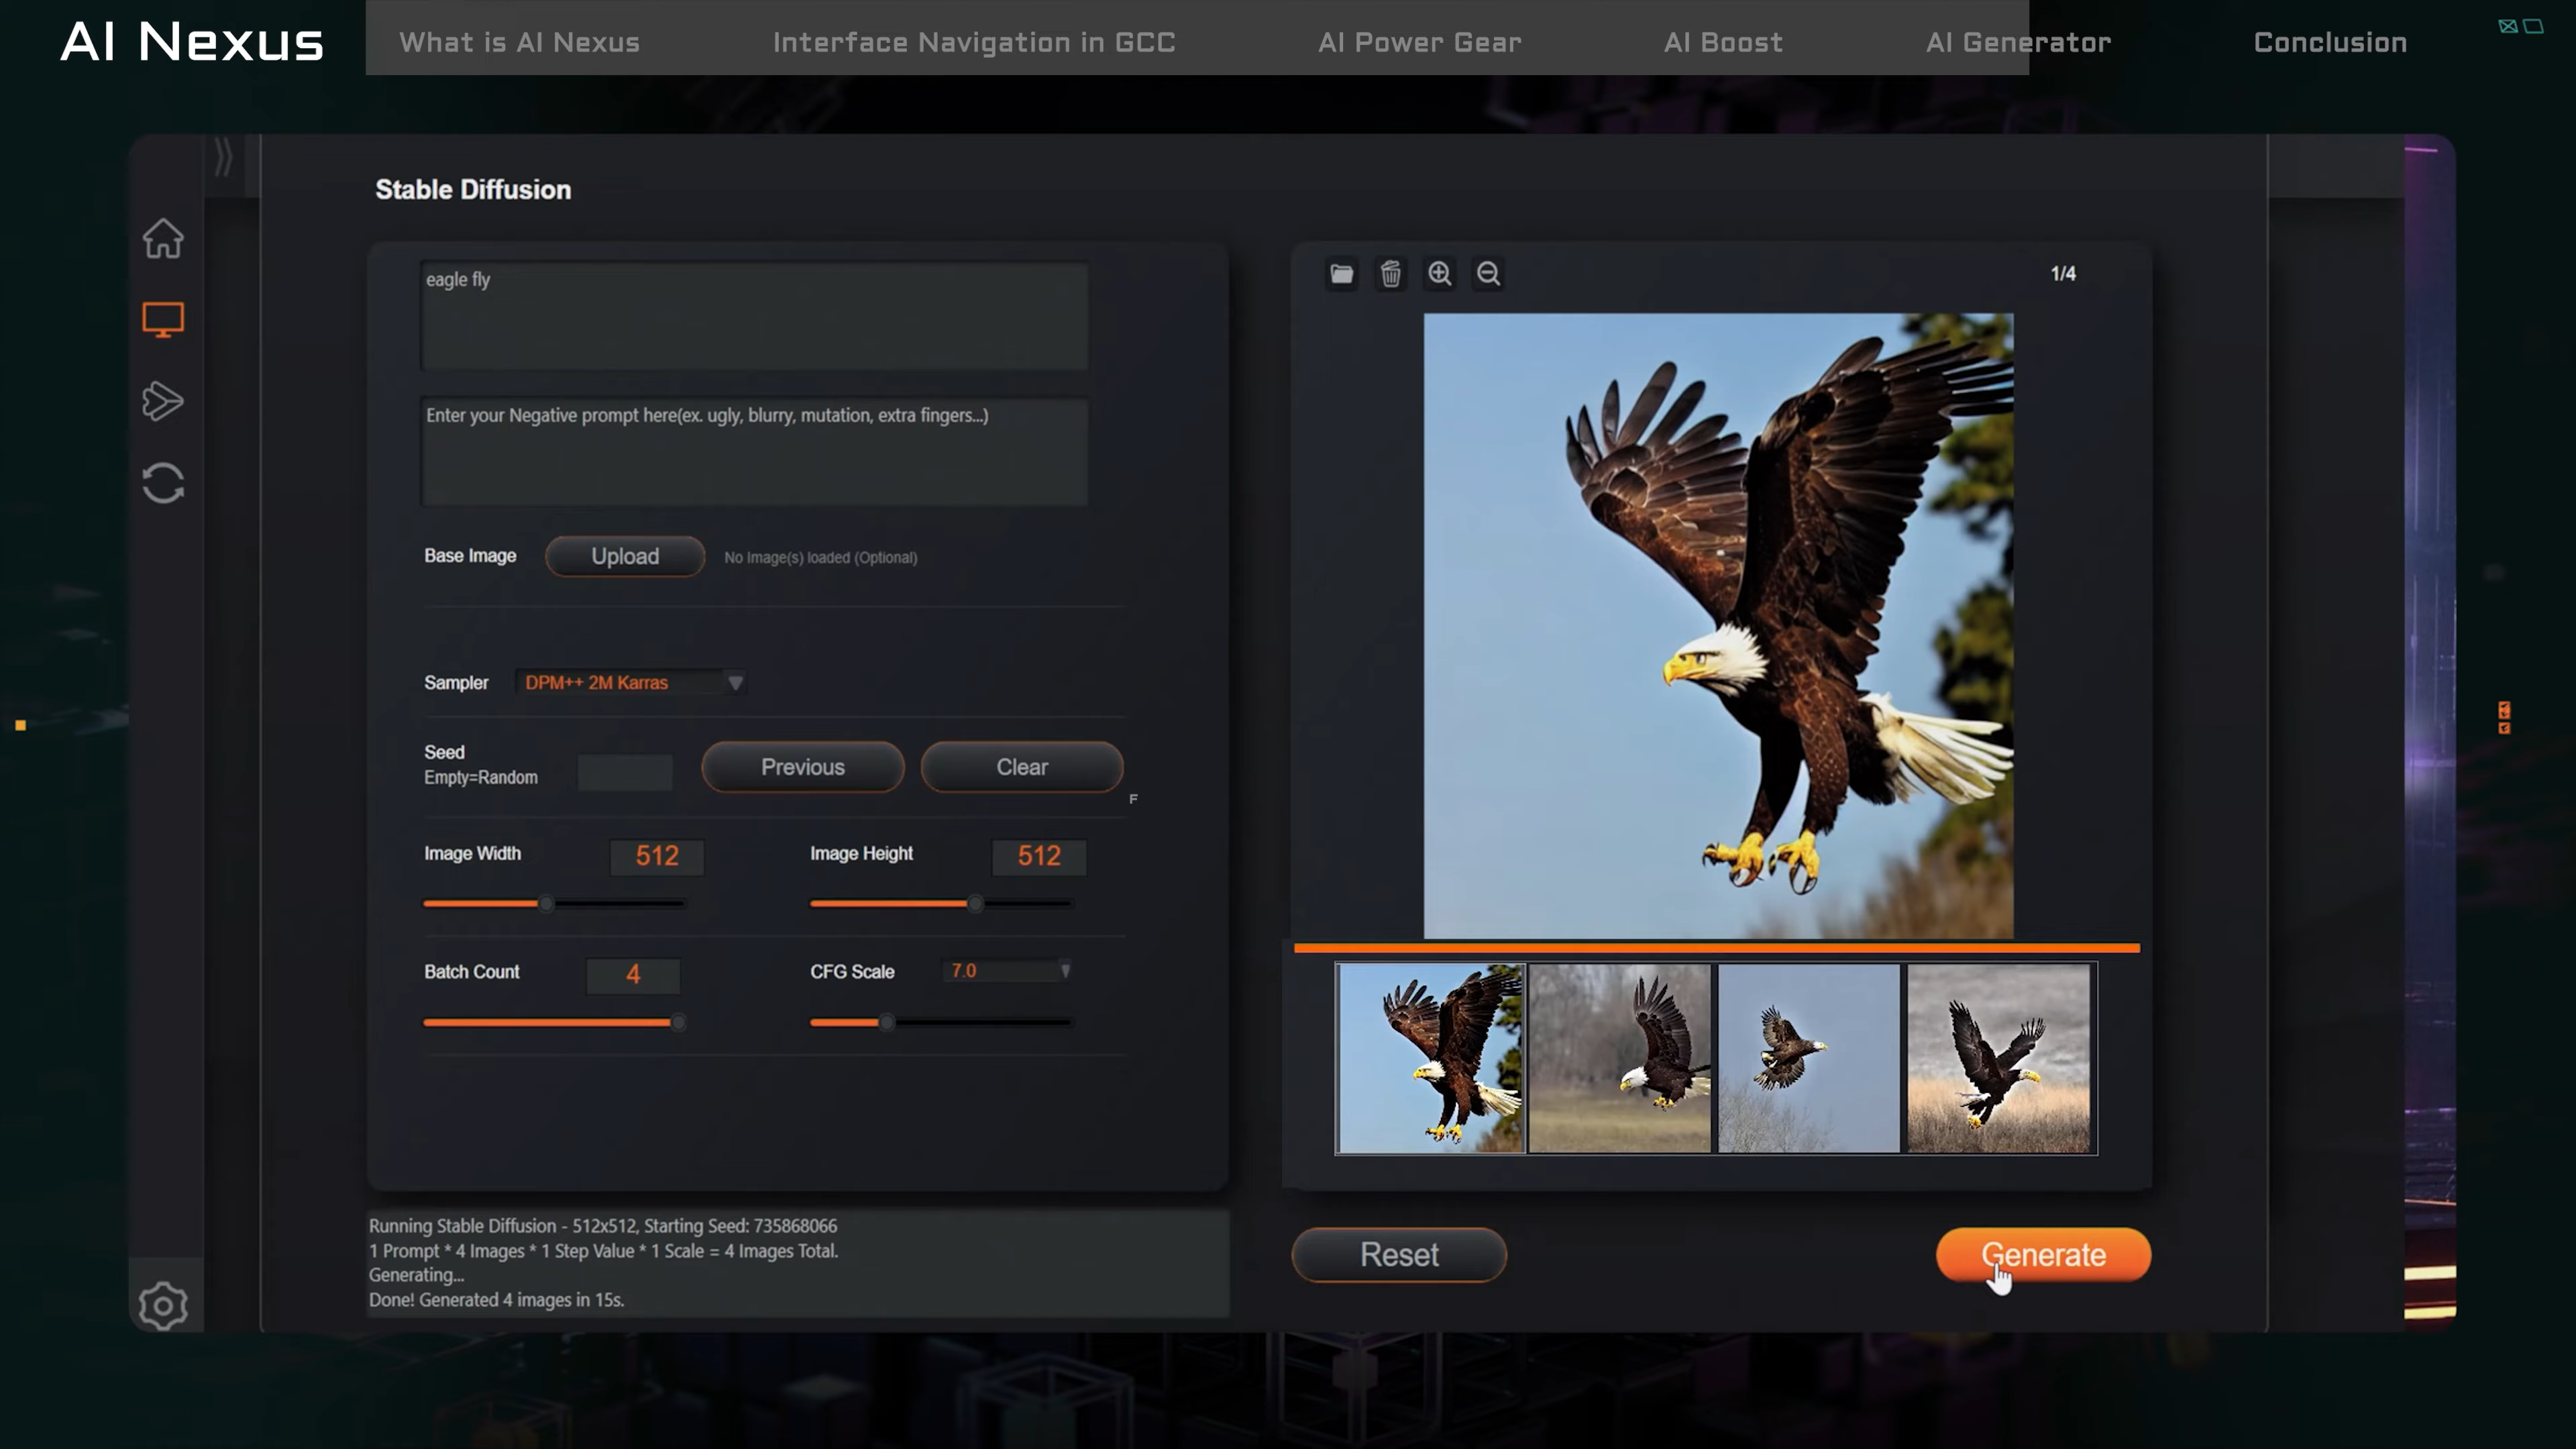 AI Nexus
What is AI Nexus
Interface Navigation in GCC
AI Power Gear
AI Boost
AI Generator
Conclusion
Stable Diffusion
eagle fly
Enter your Negative prompt here(ex. ugly, blurry, mutation, extra fingers...)
Base Image
Upload
No Image(s) loaded (Optional)
Sampler
DPM++ 2M Karras
Seed
Empty=Random
Previous
Clear
F
Image Width
512
Image Height
512
Batch Count
4
CFG Scale
7.0
Running Stable Diffusion - 512x512, Starting Seed: 735868066
1 Prompt * 4 Images * 1 Step Value * 1 Scale = 4 Images Total.
Generating...
Done! Generated 4 images in 15s.
1/4
Reset
Generate